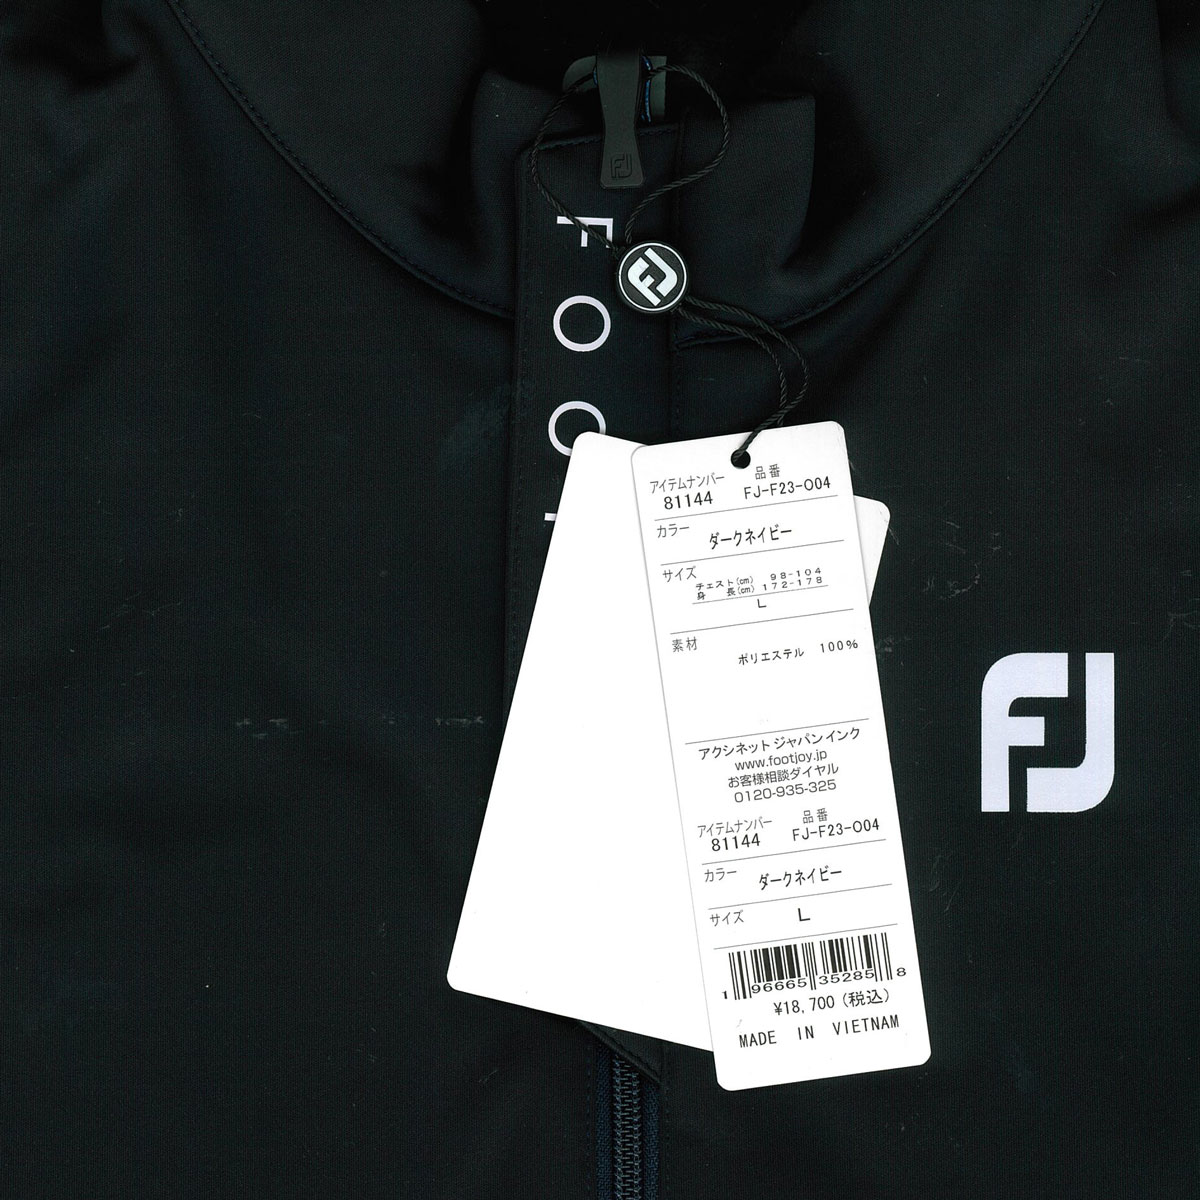 FJ
F
O
O
FJ
アイテムナンバー 品番
81144 FJ-F23-O04
カラー ダークネイビー
サイズ チェスト(cm) 98-104
身 長(cm) 172-178
L
素材
ポリエステル 100%
アクシネット ジャパン インク
www.footjoy.jp
お客様相談ダイヤル
0120-935-325
アイテムナンバー 品番
81144 FJ-F23-O04
カラー ダークネイビー
サイズ L
1 96665 35285 8
¥18,700(税込)
MADE IN VIETNAM
FJ